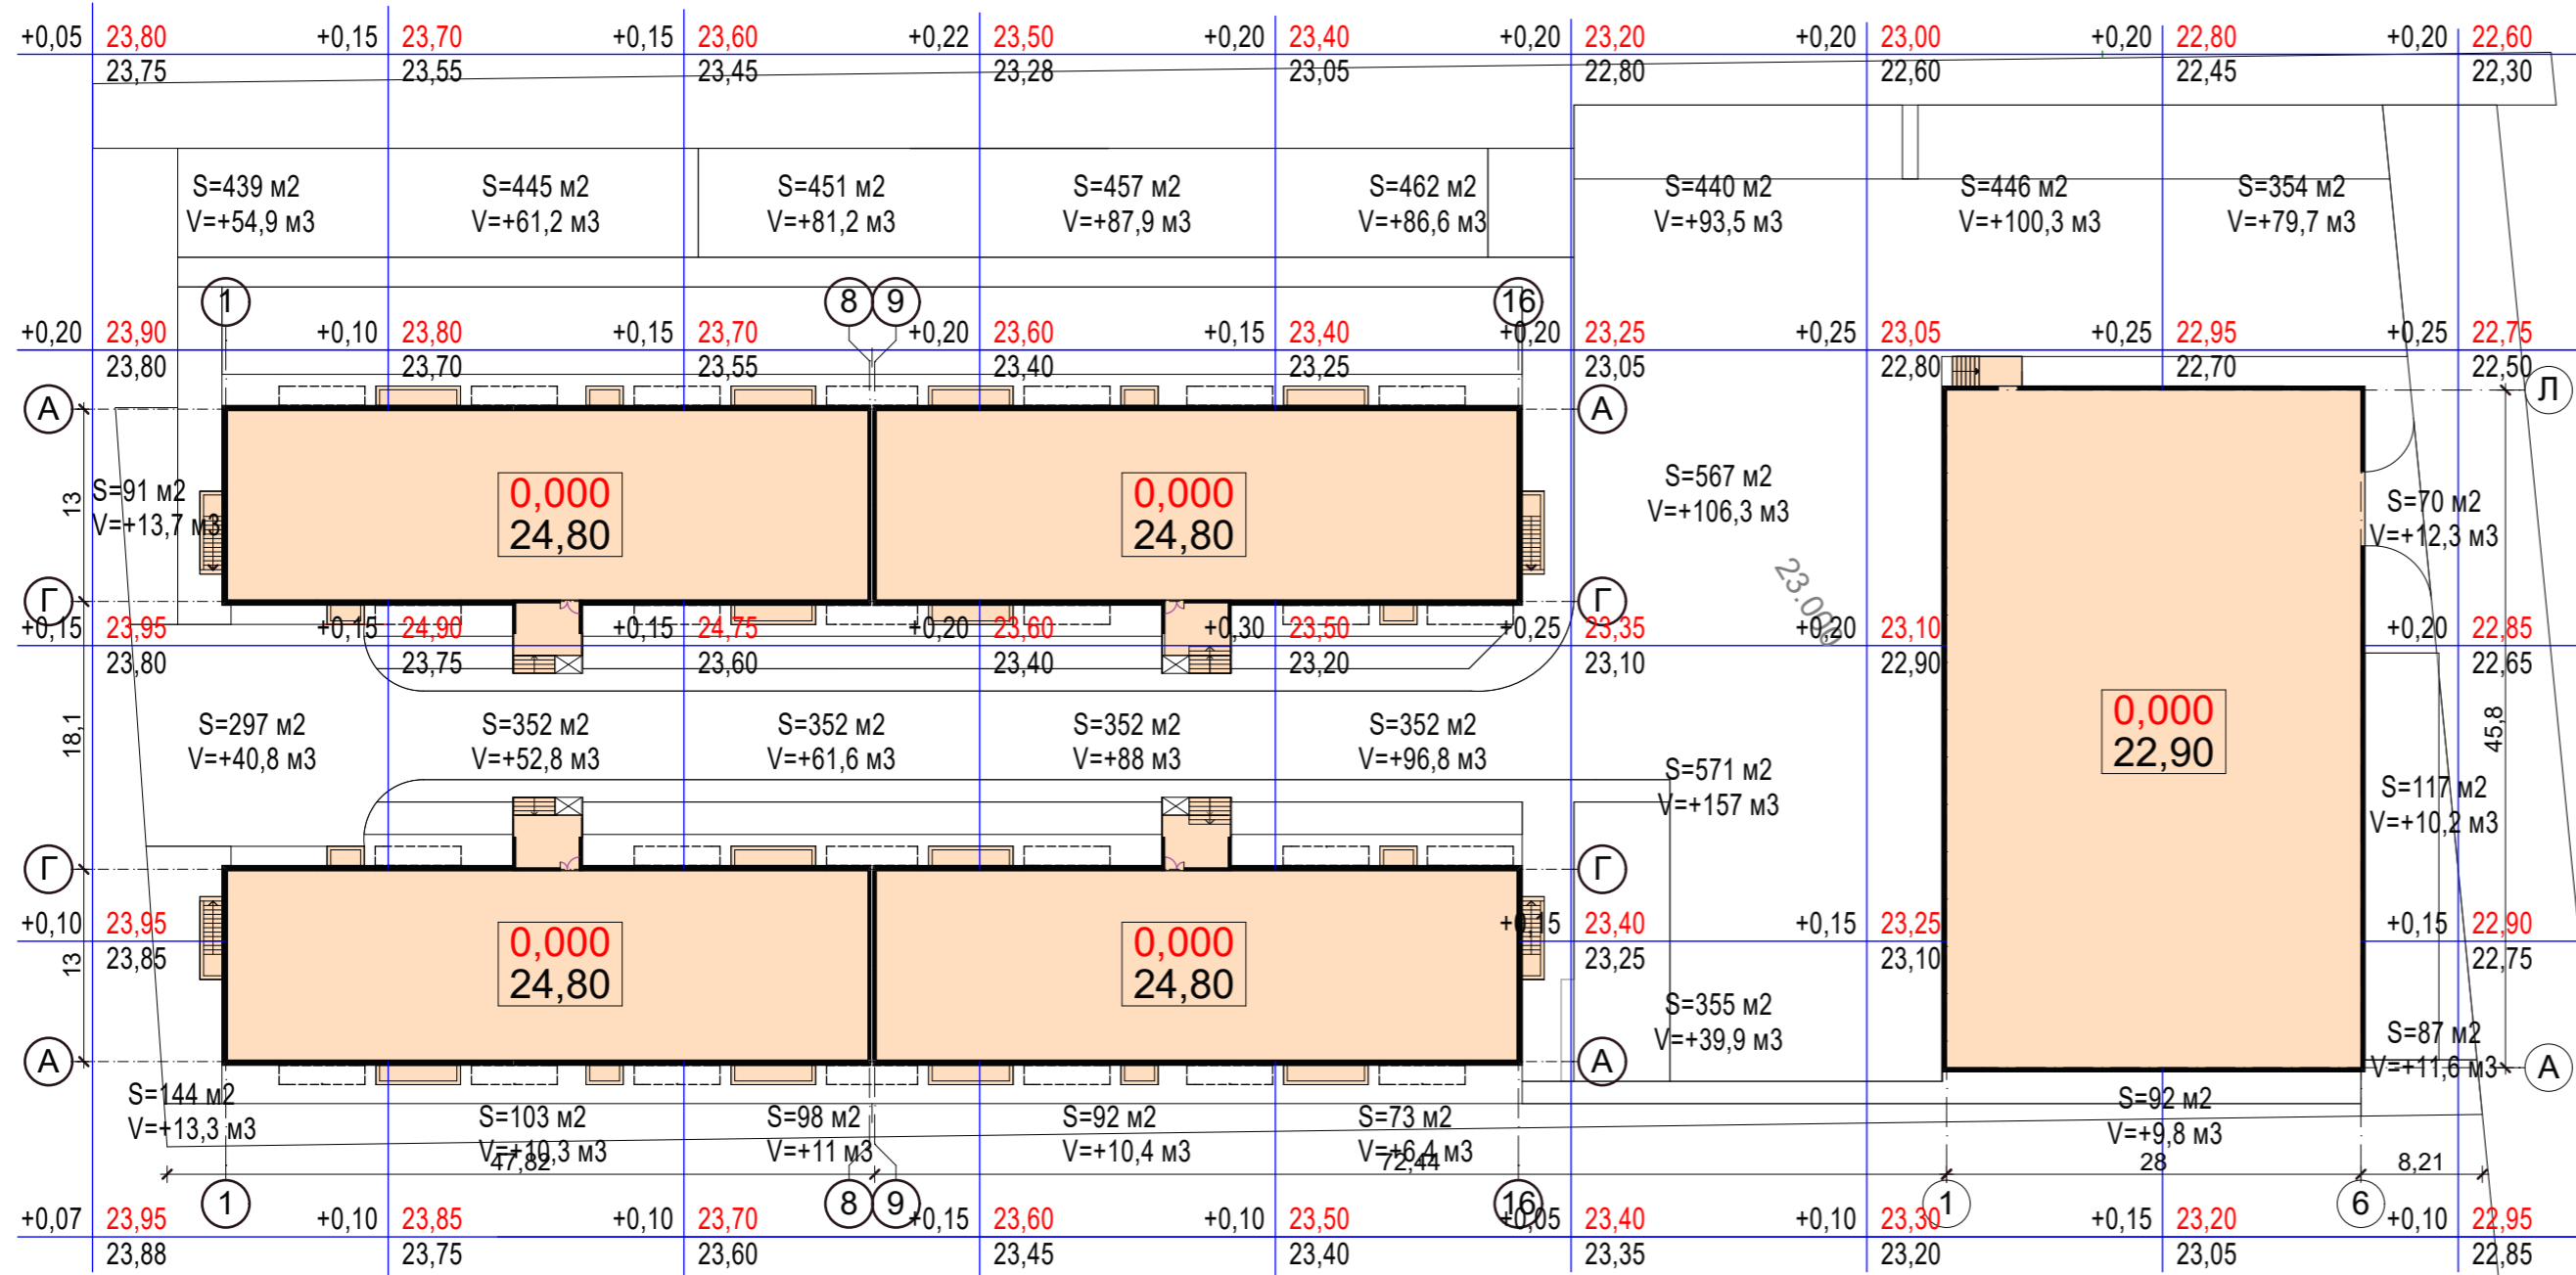 +0,05 23,80 +0,15 23,70 +0,15 23,60 +0,22 23,50 +0,20 23,40 +0,20 23,20 +0,20 23,00 +0,20 22,80 +0,20 22,60
23,75 23,55 23,45 23,28 23,05 22,80 22,60 22,45 22,30
S=439 м2 S=445 м2 S=451 м2 S=457 м2 S=462 м2 S=440 м2 S=446 м2 S=354 м2
V=+54,9 м3 V=+61,2 м3 V=+81,2 м3 V=+87,9 м3 V=+86,6 м3 V=+93,5 м3 V=+100,3 м3 V=+79,7 м3
1 8 9 16
+0,20 23,90 +0,10 23,80 +0,15 23,70 +0,20 23,60 +0,15 23,40 +0,20 23,25 +0,25 23,05 +0,25 22,95 +0,25 22,75
23,80 23,70 23,55 23,40 23,25 23,05 22,80 22,70 22,50
А А Л
S=91 м2 0,000 0,000 S=567 м2 S=70 м2
V=+13,7 м3 24,80 24,80 V=+106,3 м3 V=+12,3 м3
13
23.000
Г Г
+0,15 23,95 +0,15 24,90 +0,15 24,75 +0,20 23,60 +0,30 23,50 +0,25 23,35 +0,20 23,10 +0,20 22,85
23,80 23,75 23,60 23,40 23,20 23,10 22,90 22,65
0,000
22,90
18,1
45,8
S=297 м2 S=352 м2 S=352 м2 S=352 м2 S=352 м2
V=+40,8 м3 V=+52,8 м3 V=+61,6 м3 V=+88 м3 V=+96,8 м3
S=571 м2 S=117 м2
V=+157 м3 V=+10,2 м3
Г Г
+0,10 23,95 0,000 0,000 +0,15 23,40 +0,15 23,25 +0,15 22,90
23,85 24,80 24,80 23,25 23,10 22,75
13
S=355 м2 S=87 м2
V=+39,9 м3 V=+11,6 м3
А А А
S=144 м2 S=103 м2 S=98 м2 S=92 м2 S=73 м2 S=92 м2
V=+13,3 м3 V=+10,3 м3 V=+11 м3 V=+10,4 м3 V=+6,4 м3 V=+9,8 м3
47,82 72,44 28 8,21
1 8 9 16 1 6
+0,07 23,95 +0,10 23,85 +0,10 23,70 +0,15 23,60 +0,10 23,50 +0,05 23,40 +0,10 23,30 +0,15 23,20 +0,10 22,95
23,88 23,75 23,60 23,45 23,40 23,35 23,20 23,05 22,85